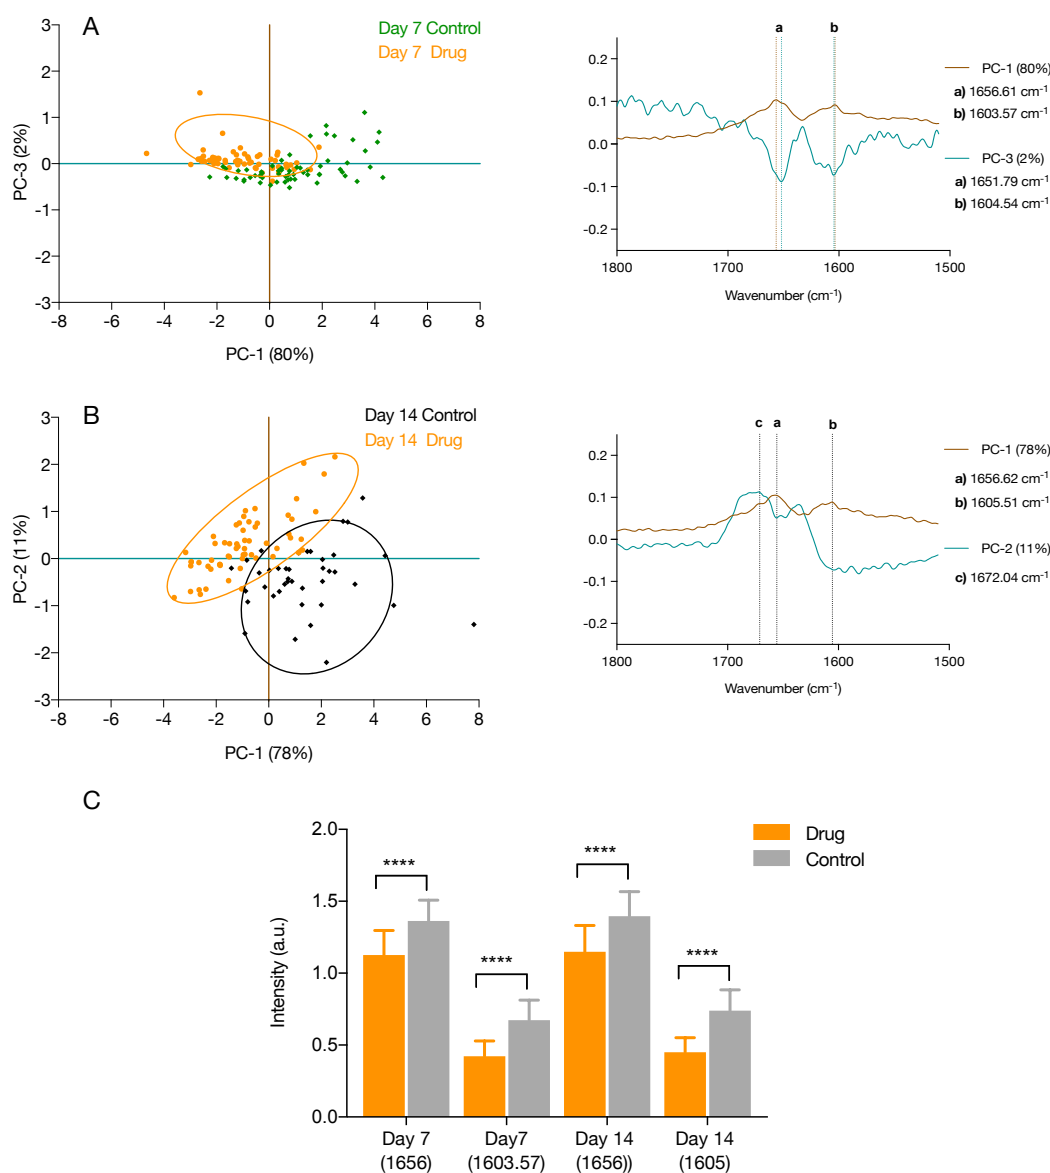 A
Day 7 Control
Day 7 Drug
3
2
1
0
-1
-2
-3
PC-3 (2%)
-8 -6 -4 -2 0 2 4 6 8
PC-1 (80%)
a b
0.2
0.1
0.0
-0.1
-0.2
1800 1700 1600 1500
Wavenumber (cm-1)
PC-1 (80%)
a) 1656.61 cm-1
b) 1603.57 cm-1
PC-3 (2%)
a) 1651.79 cm-1
b) 1604.54 cm-1
B
Day 14 Control
Day 14 Drug
3
2
1
0
-1
-2
-3
PC-2 (11%)
-8 -6 -4 -2 0 2 4 6 8
PC-1 (78%)
c a b
0.2
0.1
0.0
-0.1
-0.2
1800 1700 1600 1500
Wavenumber (cm-1)
PC-1 (78%)
a) 1656.62 cm-1
b) 1605.51 cm-1
PC-2 (11%)
c) 1672.04 cm-1
C
Drug
Control
2.0
1.5
1.0
0.5
0.0
Intensity (a.u.)
**** **** **** ****
Day 7 Day7 Day 14 Day 14
(1656) (1603.57) (1656)) (1605)